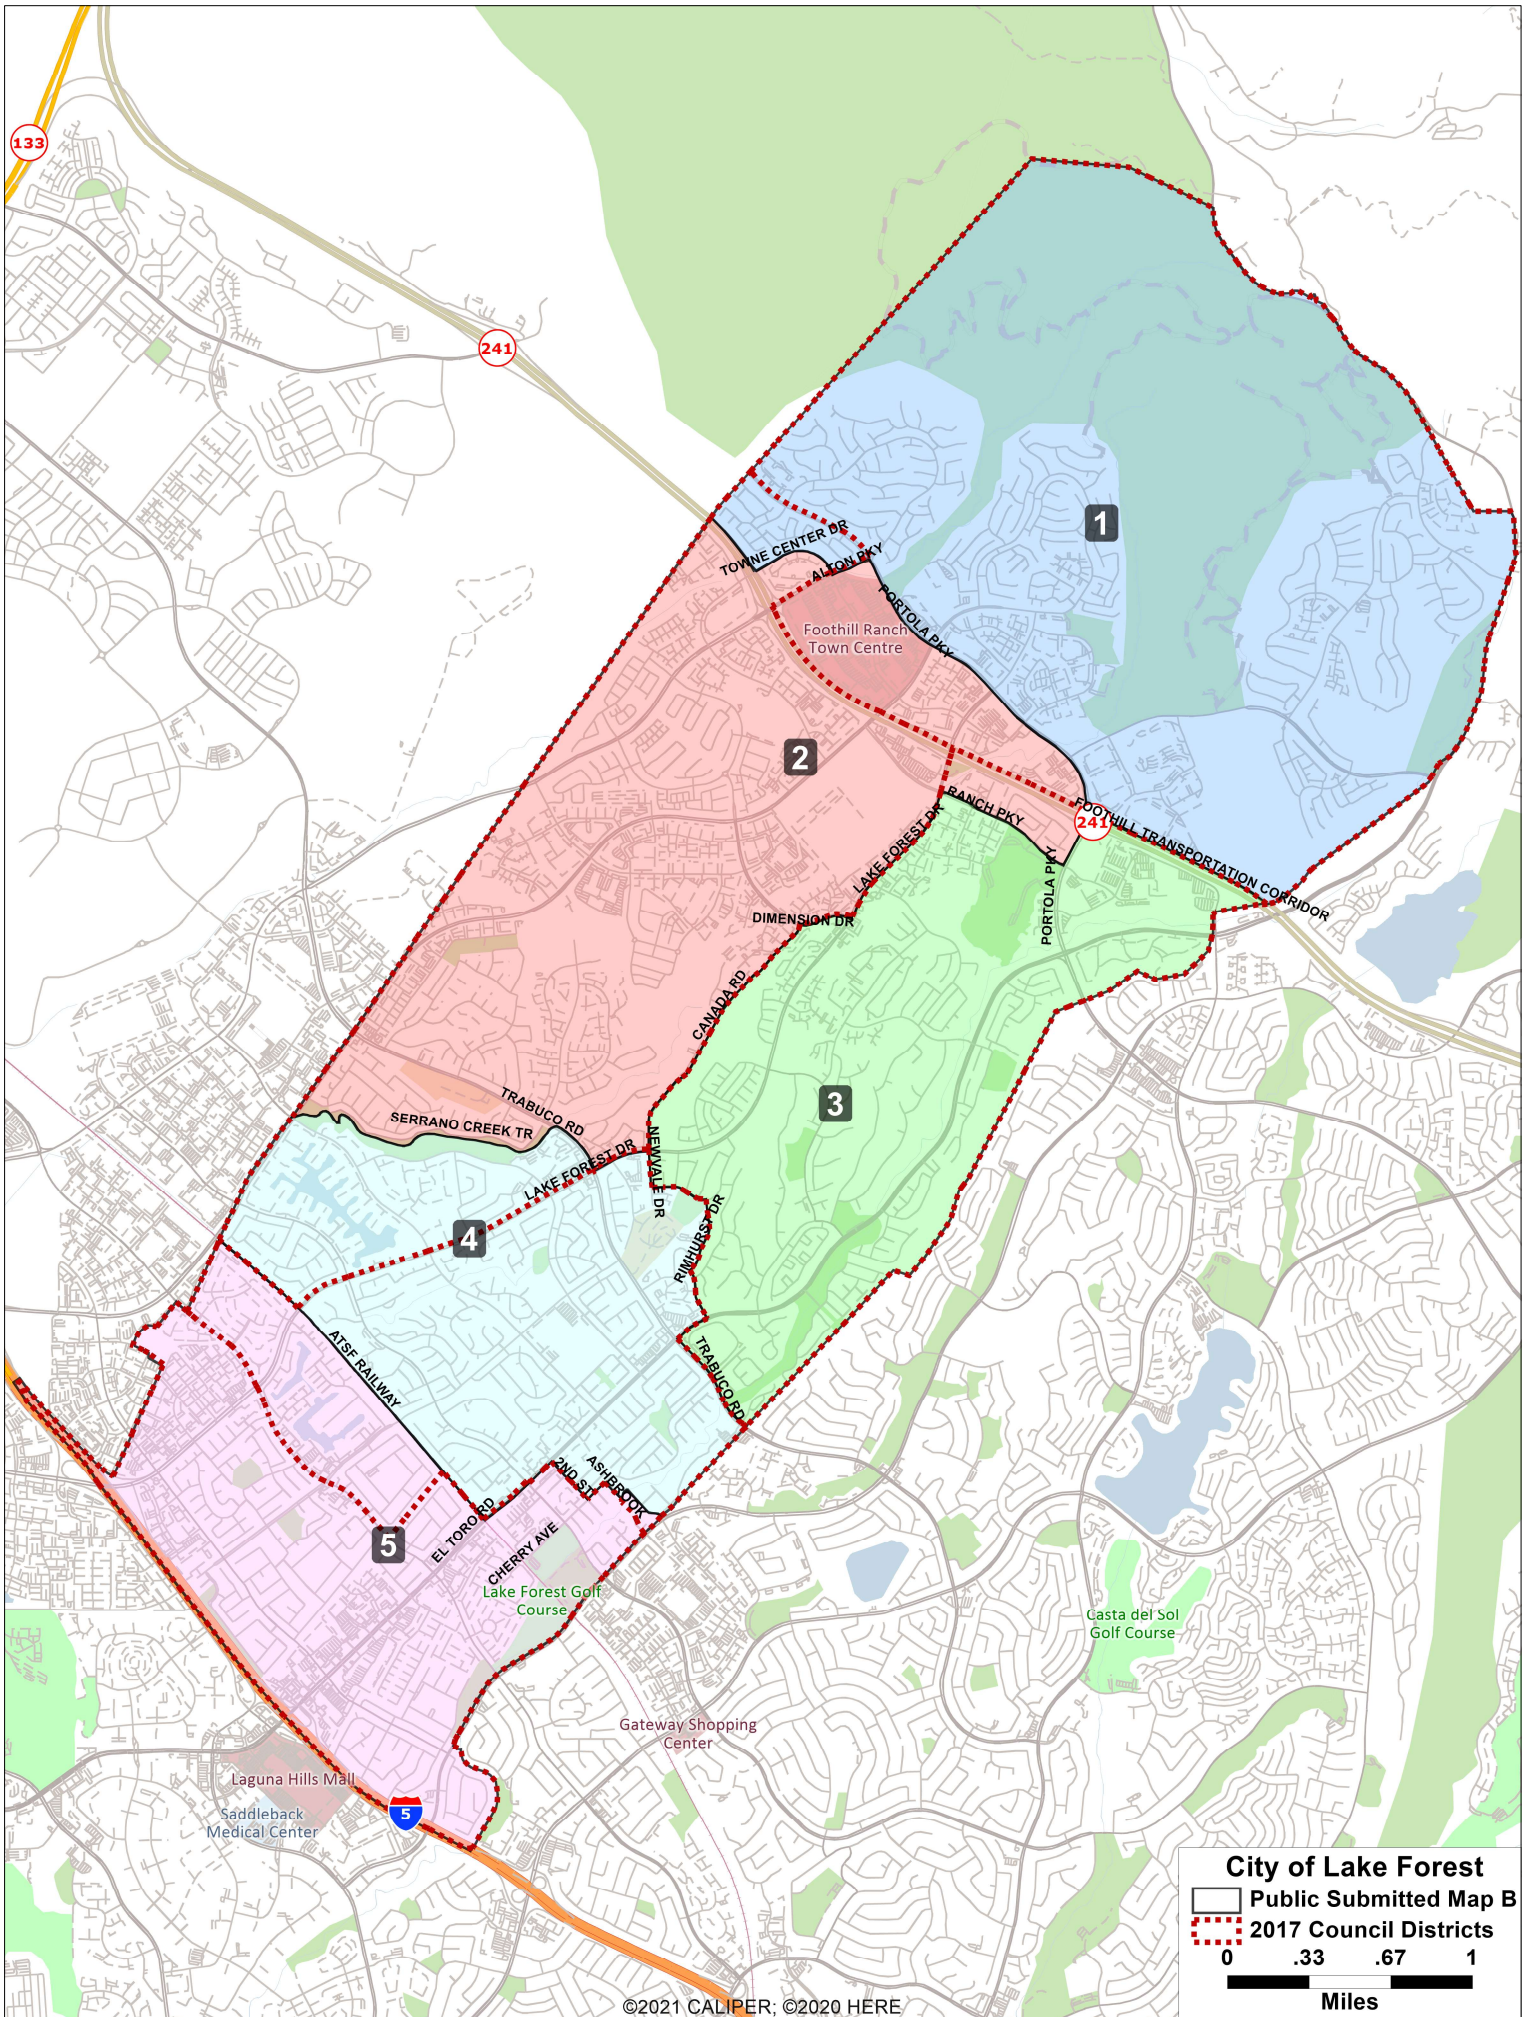 133
241
1
TOWNE CENTER DR
ALTON PKY
PORTOLA PKY
Foothill Ranch
Town Centre
2
RANCH PKY
FOOTHILL TRANSPORTATION CORRIDOR
241
LAKE FOREST DR
PORTOLA PKY
DIMENSION DR
CANADA RD
3
TRABUCO RD
SERRANO CREEK TR
NEWVALE DR
LAKE FOREST DR
RIMHURST DR
4
ATSF RAILWAY
TRABUCO RD
2ND ST
ASHBROOK
EL TORO RD
5
CHERRY AVE
Lake Forest Golf
Course
Casta del Sol
Golf Course
Gateway Shopping
Center
Laguna Hills Mall
5
Saddleback
Medical Center
City of Lake Forest
Public Submitted Map B
2017 Council Districts
0 .33 .67 1
Miles
©2021 CALIPER; ©2020 HERE